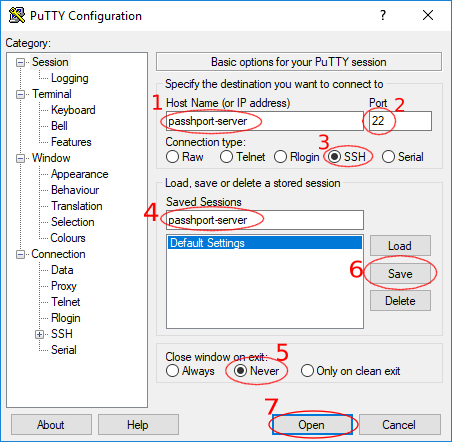 PuTTY Configuration
?
Category:
Session
Logging
Terminal
Keyboard
Bell
Features
Window
Appearance
Behaviour
Translation
Selection
Colours
Connection
Data
Proxy
Telnet
Rlogin
SSH
Serial
Basic options for your PuTTY session
Specify the destination you want to connect to
1 Host Name (or IP address) Port 2
passhport-server 22
3
Connection type:
Raw Telnet Rlogin SSH Serial
Load, save or delete a stored session
Saved Sessions
4 passhport-server
Default Settings
Load
6 Save
Delete
Close window on exit: 5
Always Never Only on clean exit
7
About Help Open Cancel